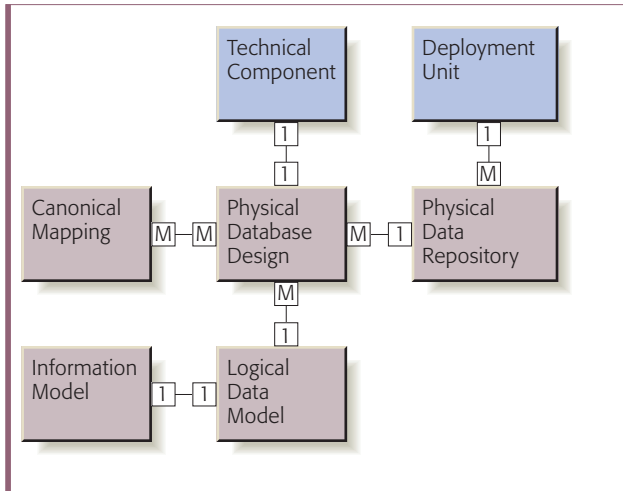 Technical
Component
Deployment
Unit
1
1
1
M
Canonical
Mapping
M
M
Physical
Database
Design
M
1
Physical
Data
Repository
M
1
Information
Model
1
1
Logical
Data
Model